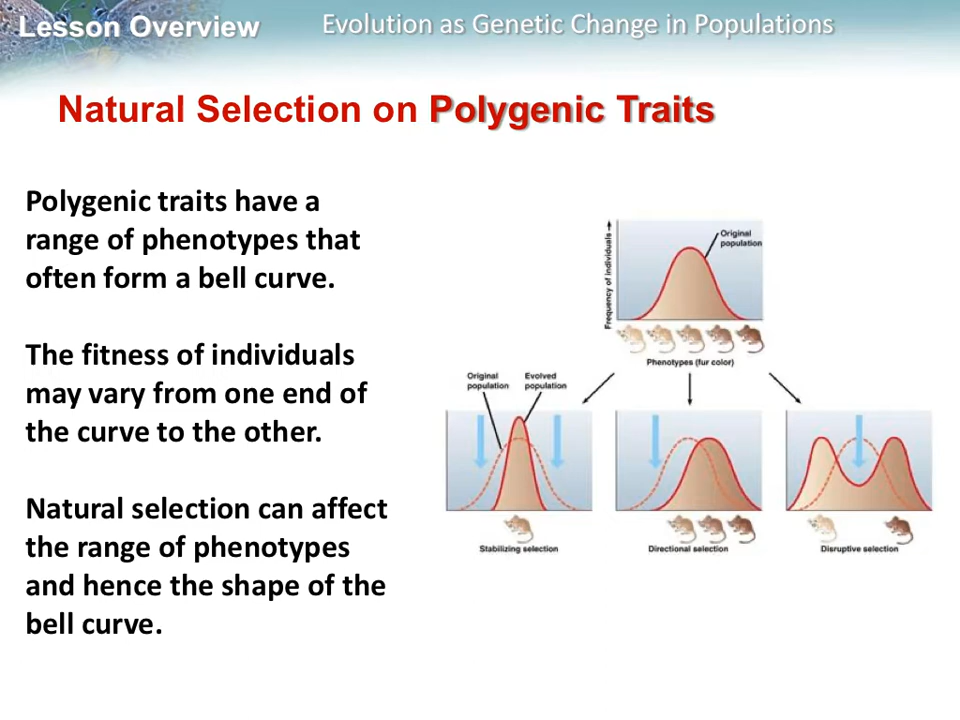 Lesson Overview
Evolution as Genetic Change in Populations
Natural Selection on Polygenic Traits
Polygenic traits have a
range of phenotypes that
often form a bell curve.
The fitness of individuals
may vary from one end of
the curve to the other.
Natural selection can affect
the range of phenotypes
and hence the shape of the
bell curve.
Frequency of individuals
Original
population
Phenotypes (fur color)
Original
population
Evolved
population
Stabilizing selection
Directional selection
Disruptive selection